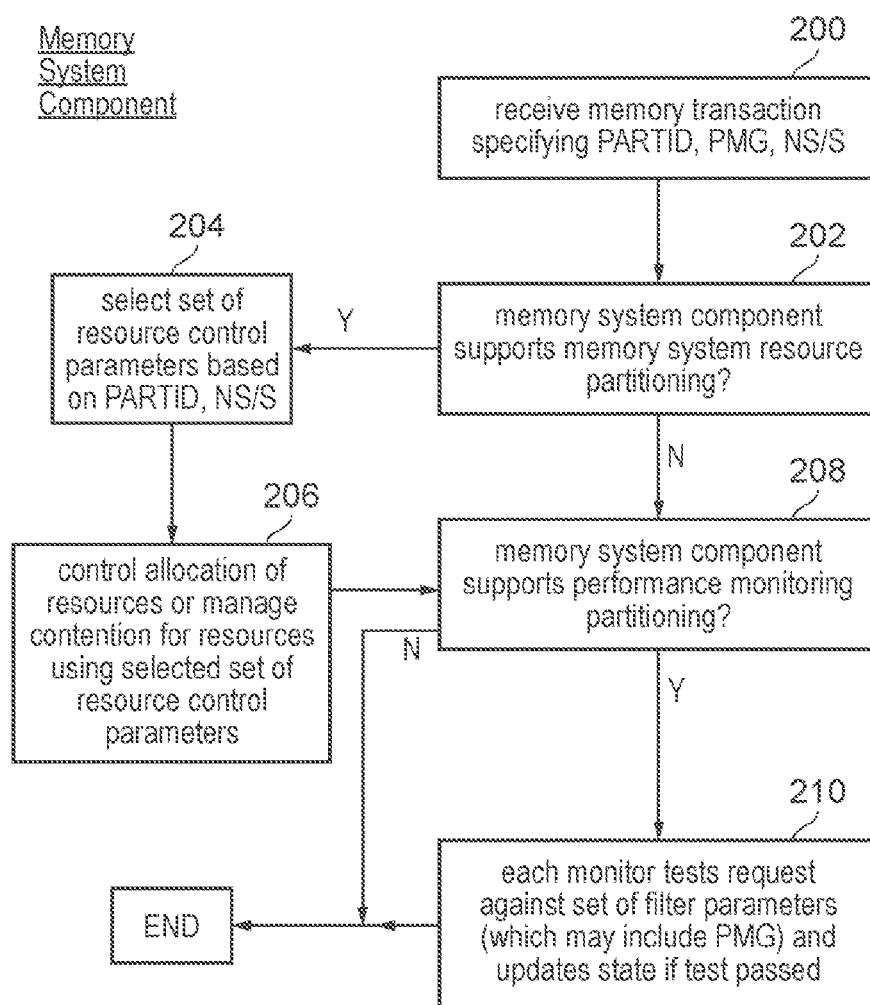 Memory
System
Component
200
receive memory transaction
specifying PARTID, PMG, NS/S
202
memory system component
supports memory system resource
partitioning?
Y
N
204
select set of
resource control
parameters based
on PARTID, NS/S
206
control allocation of
resources or manage
contention for resources
using selected set of
resource control
parameters
208
memory system component
supports performance monitoring
partitioning?
N
Y
210
each monitor tests request
against set of filter parameters
(which may include PMG) and
updates state if test passed
END